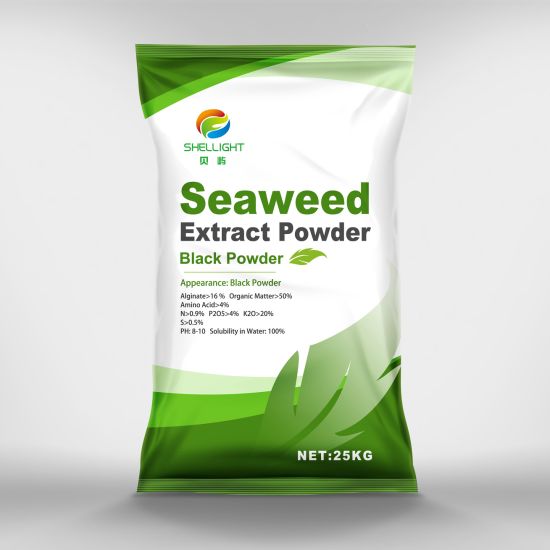 SHELLIGHT
贝屿
Seaweed
Extract Powder
Black Powder
Appearance: Black Powder
Alginate>16 % Organic Matter>50%
Amino Acid>4%
N>0.9% P2O5>4% K2O>20%
S>0.5%
PH: 8-10 Solubility in Water: 100%
NET:25KG